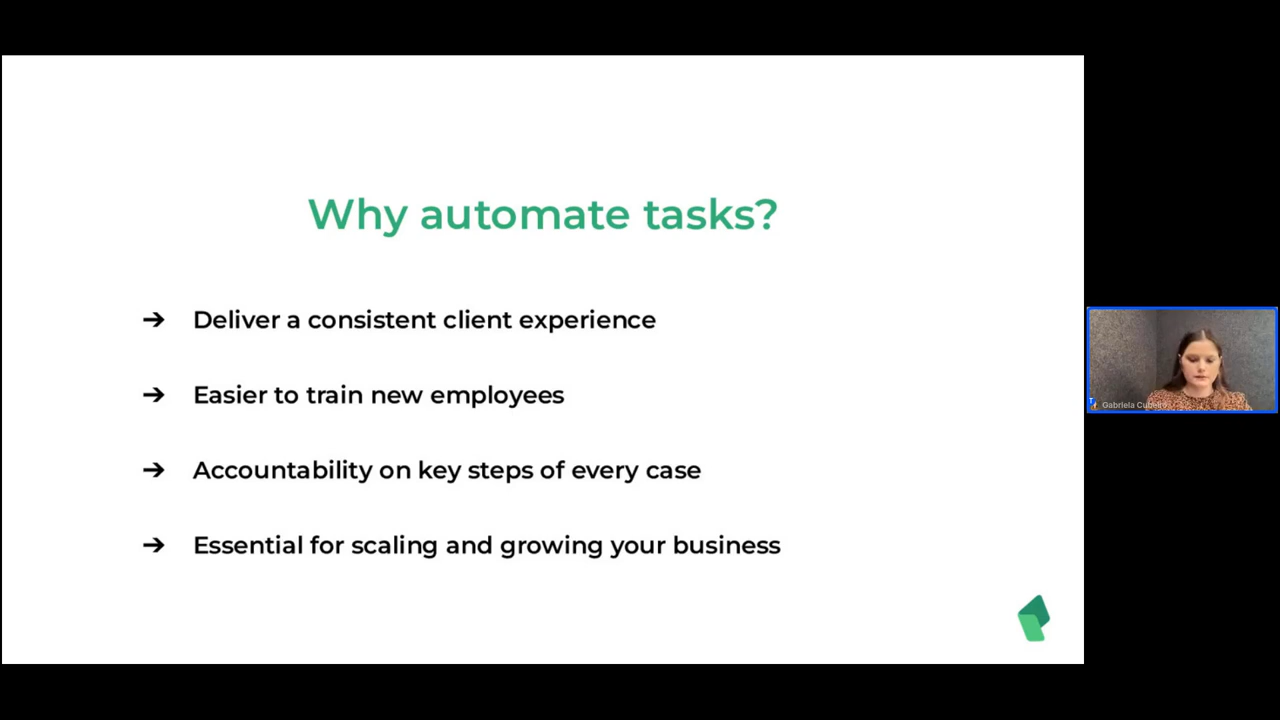 Why automate tasks?
➔ Deliver a consistent client experience
➔ Easier to train new employees
➔ Accountability on key steps of every case
➔ Essential for scaling and growing your business
Gabriela